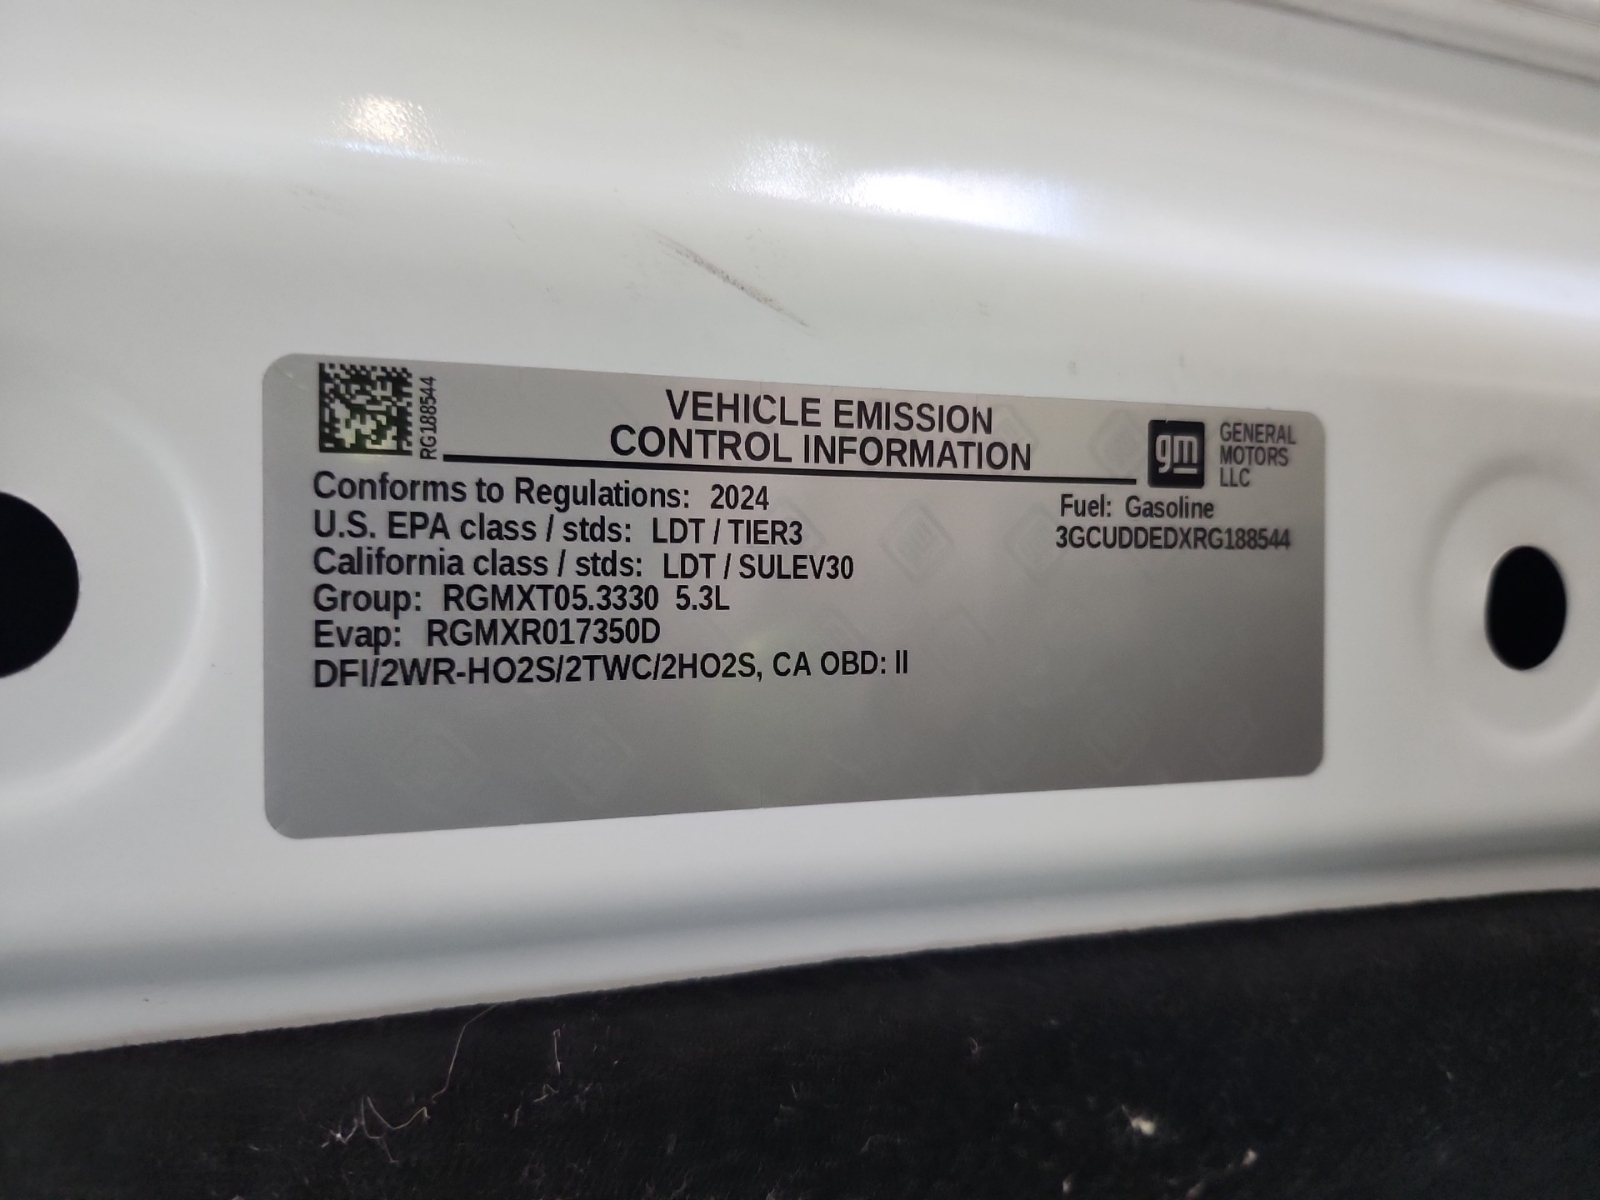 RG188544
VEHICLE EMISSION
CONTROL INFORMATION
gm
GENERAL
MOTORS
LLC
Conforms to Regulations: 2024
Fuel: Gasoline
U.S. EPA class / stds: LDT / TIER3
3GCUDDEDXRG188544
California class / stds: LDT / SULEV30
Group: RGMXT05.3330 5.3L
Evap: RGMXR017350D
DFI/2WR-HO2S/2TWC/2HO2S, CA OBD: II